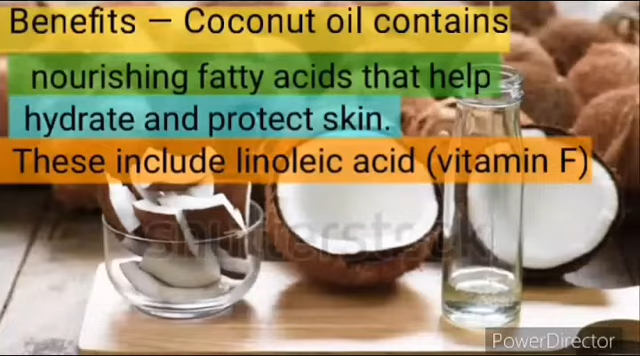 Benefits — Coconut oil contains
nourishing fatty acids that help
hydrate and protect skin.
These include linoleic acid (vitamin F)
shutterstock
PowerDirector